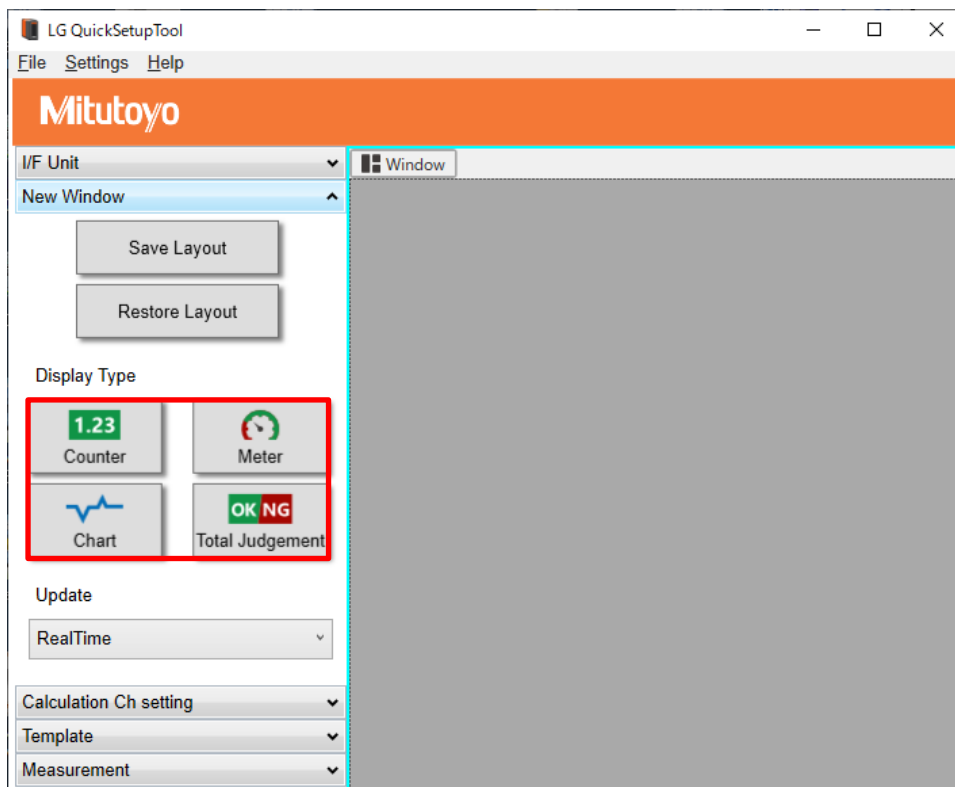 LG QuickSetupTool
File Settings Help
Mitutoyo
I/F Unit
Window
New Window
Save Layout
Restore Layout
Display Type
1.23
Counter
Meter
Chart
OK NG
Total Judgement
Update
RealTime
Calculation Ch setting
Template
Measurement